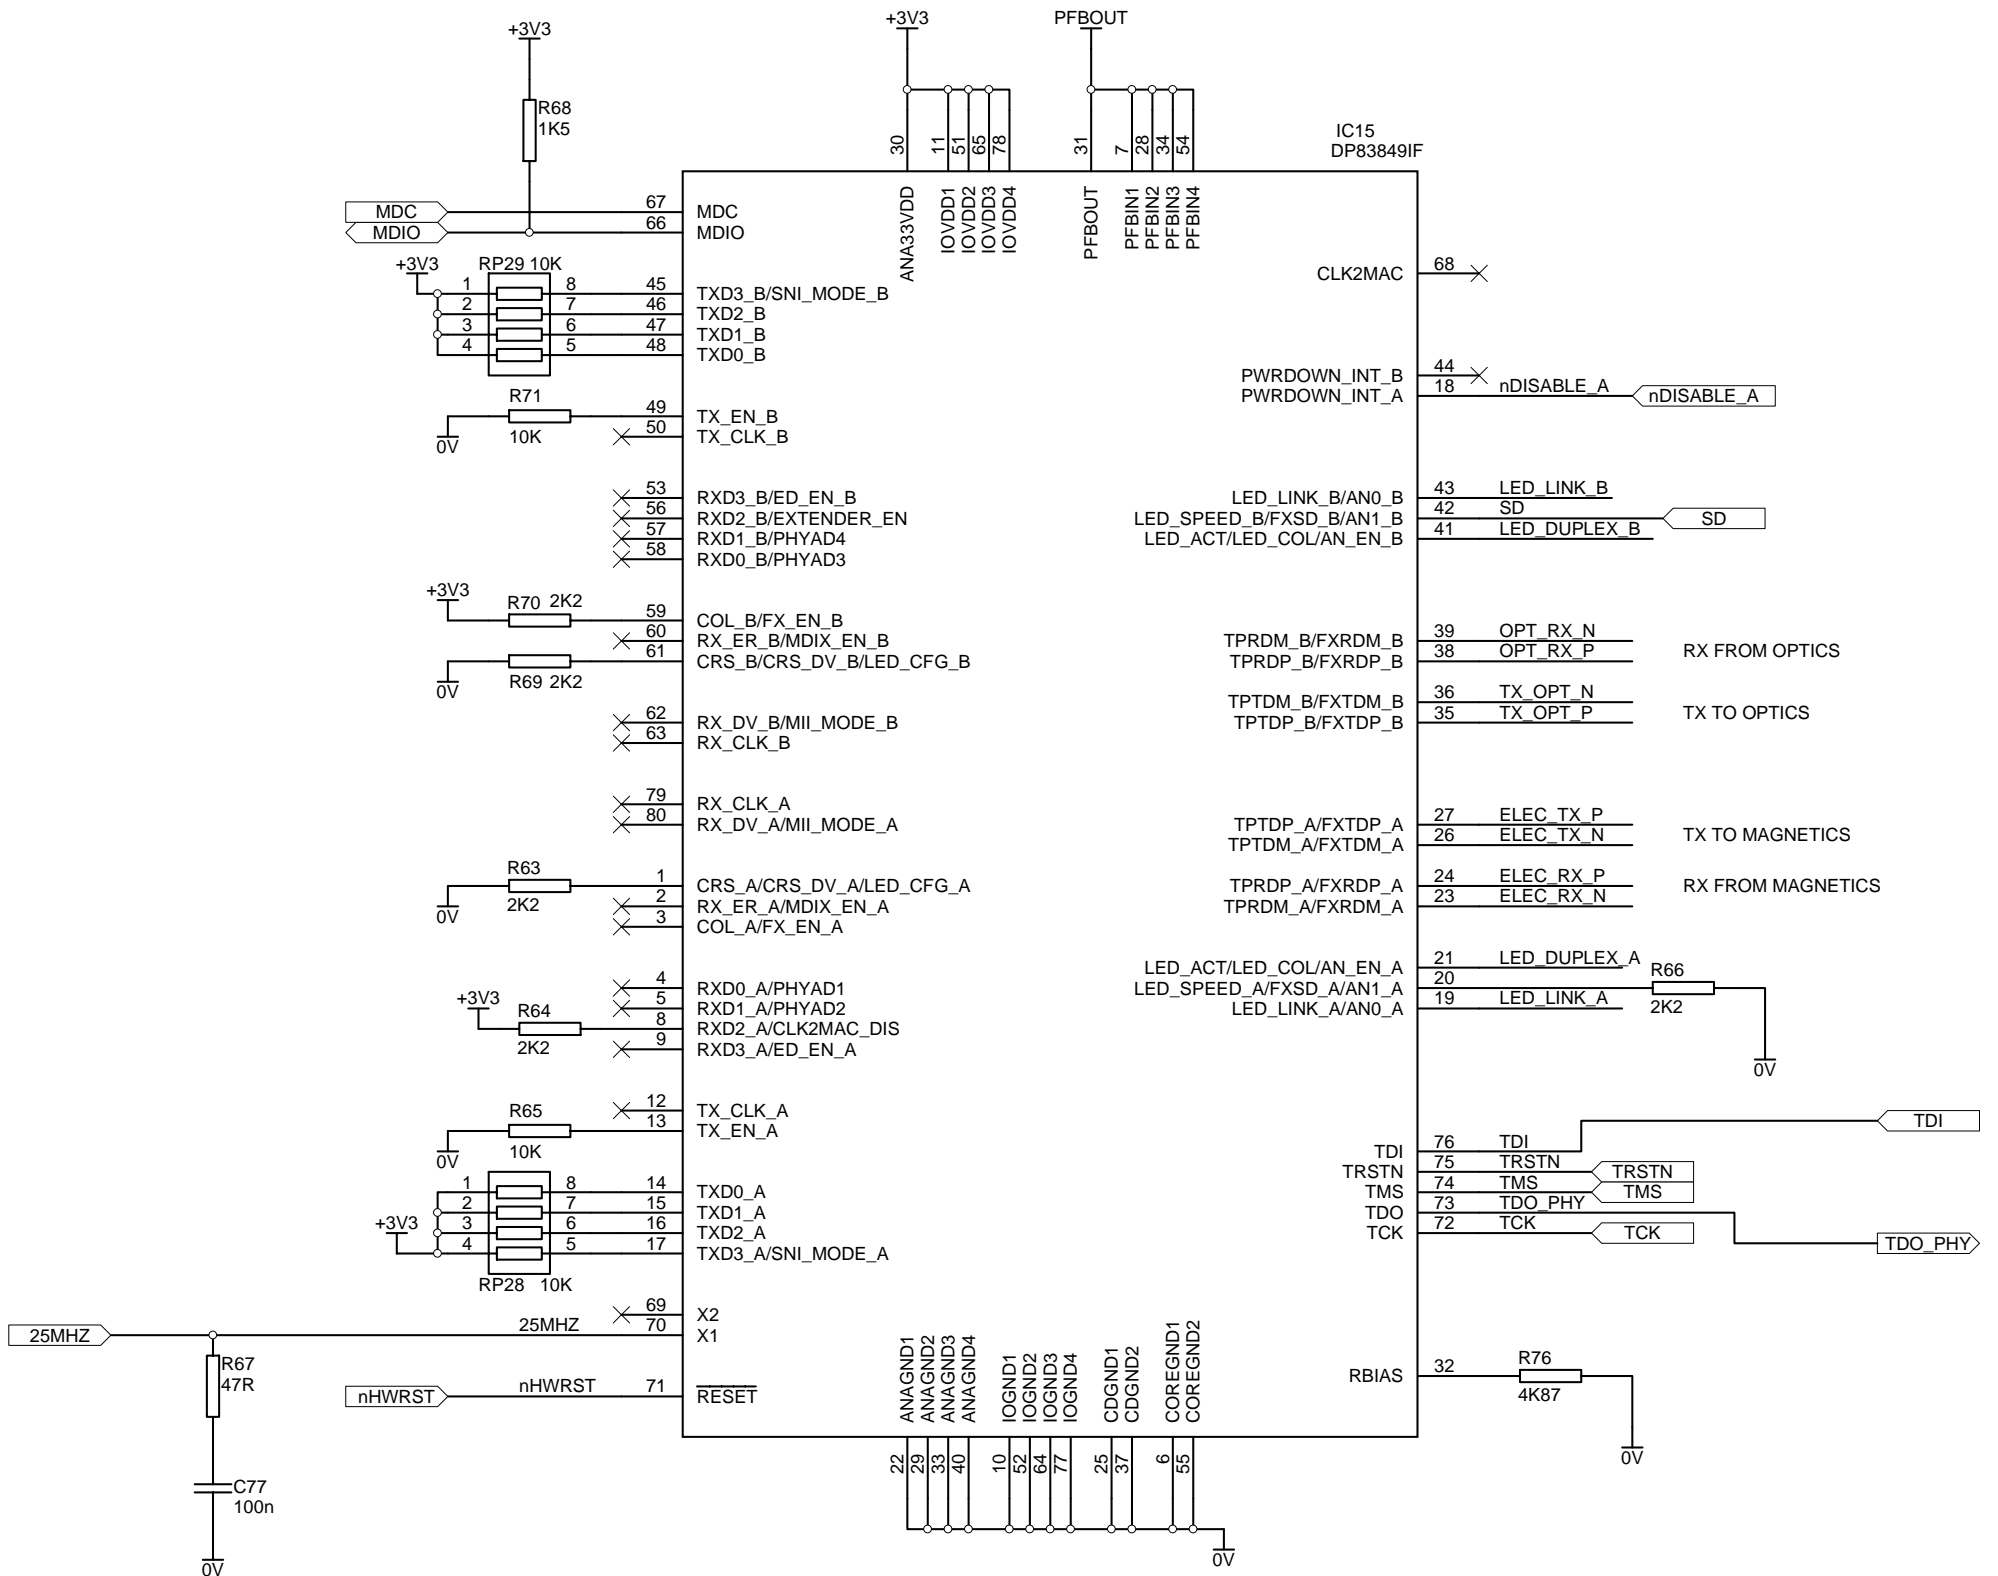 +3V3
+3V3
PFBOUT
R68
1K5
IC15
DP83849IF
30
11
51
65
78
31
7
28
34
54
ANA33VDD
IOVDD1
IOVDD2
IOVDD3
IOVDD4
PFBOUT
PFBIN1
PFBIN2
PFBIN3
PFBIN4
MDC 67 MDC
MDIO 66 MDIO
+3V3 RP29 10K
1 8 45 TXD3_B/SNI_MODE_B
2 7 46 TXD2_B
3 6 47 TXD1_B
4 5 48 TXD0_B
R71
49 TX_EN_B
0V 10K 50 TX_CLK_B
53 RXD3_B/ED_EN_B
56 RXD2_B/EXTENDER_EN
57 RXD1_B/PHYAD4
58 RXD0_B/PHYAD3
+3V3
R70 2K2 59 COL_B/FX_EN_B
60 RX_ER_B/MDIX_EN_B
61 CRS_B/CRS_DV_B/LED_CFG_B
0V R69 2K2
62 RX_DV_B/MII_MODE_B
63 RX_CLK_B
79 RX_CLK_A
80 RX_DV_A/MII_MODE_A
R63
1 CRS_A/CRS_DV_A/LED_CFG_A
0V 2K2 2 RX_ER_A/MDIX_EN_A
3 COL_A/FX_EN_A
4 RXD0_A/PHYAD1
+3V3 5 RXD1_A/PHYAD2
R64 8 RXD2_A/CLK2MAC_DIS
2K2 9 RXD3_A/ED_EN_A
12 TX_CLK_A
R65 13 TX_EN_A
0V 10K
1 8 14 TXD0_A
2 7 15 TXD1_A
+3V3 3 6 16 TXD2_A
4 5 17 TXD3_A/SNI_MODE_A
RP28 10K
69 X2
25MHZ 25MHZ 70 X1
R67
47R
nHWRST nHWRST 71 RESET
C77
100n
0V
CLK2MAC 68
PWRDOWN_INT_B 44
PWRDOWN_INT_A 18 nDISABLE_A nDISABLE_A
LED_LINK_B/AN0_B 43 LED_LINK_B
LED_SPEED_B/FXSD_B/AN1_B 42 SD SD
LED_ACT/LED_COL/AN_EN_B 41 LED_DUPLEX_B
TPRDM_B/FXRDM_B 39 OPT_RX_N
TPRDP_B/FXRDP_B 38 OPT_RX_P
RX FROM OPTICS
TPTDM_B/FXTDM_B 36 TX_OPT_N
TPTDP_B/FXTDP_B 35 TX_OPT_P
TX TO OPTICS
TPTDP_A/FXTDP_A 27 ELEC_TX_P
TPTDM_A/FXTDM_A 26 ELEC_TX_N
TX TO MAGNETICS
TPRDP_A/FXRDP_A 24 ELEC_RX_P
TPRDM_A/FXRDM_A 23 ELEC_RX_N
RX FROM MAGNETICS
LED_ACT/LED_COL/AN_EN_A 21 LED_DUPLEX_A
LED_SPEED_A/FXSD_A/AN1_A 20
LED_LINK_A/AN0_A 19 LED_LINK_A
R66
2K2
0V
TDI 76 TDI TDI
TRSTN 75 TRSTN TRSTN
TMS 74 TMS TMS
TDO 73 TDO_PHY TDO_PHY
TCK 72 TCK TCK
RBIAS 32 R76
4K87
0V
ANAGND1
ANAGND2
ANAGND3
ANAGND4
IOGND1
IOGND2
IOGND3
IOGND4
CDGND1
CDGND2
COREGND1
COREGND2
22
29
33
40
10
52
64
77
25
37
6
55
0V